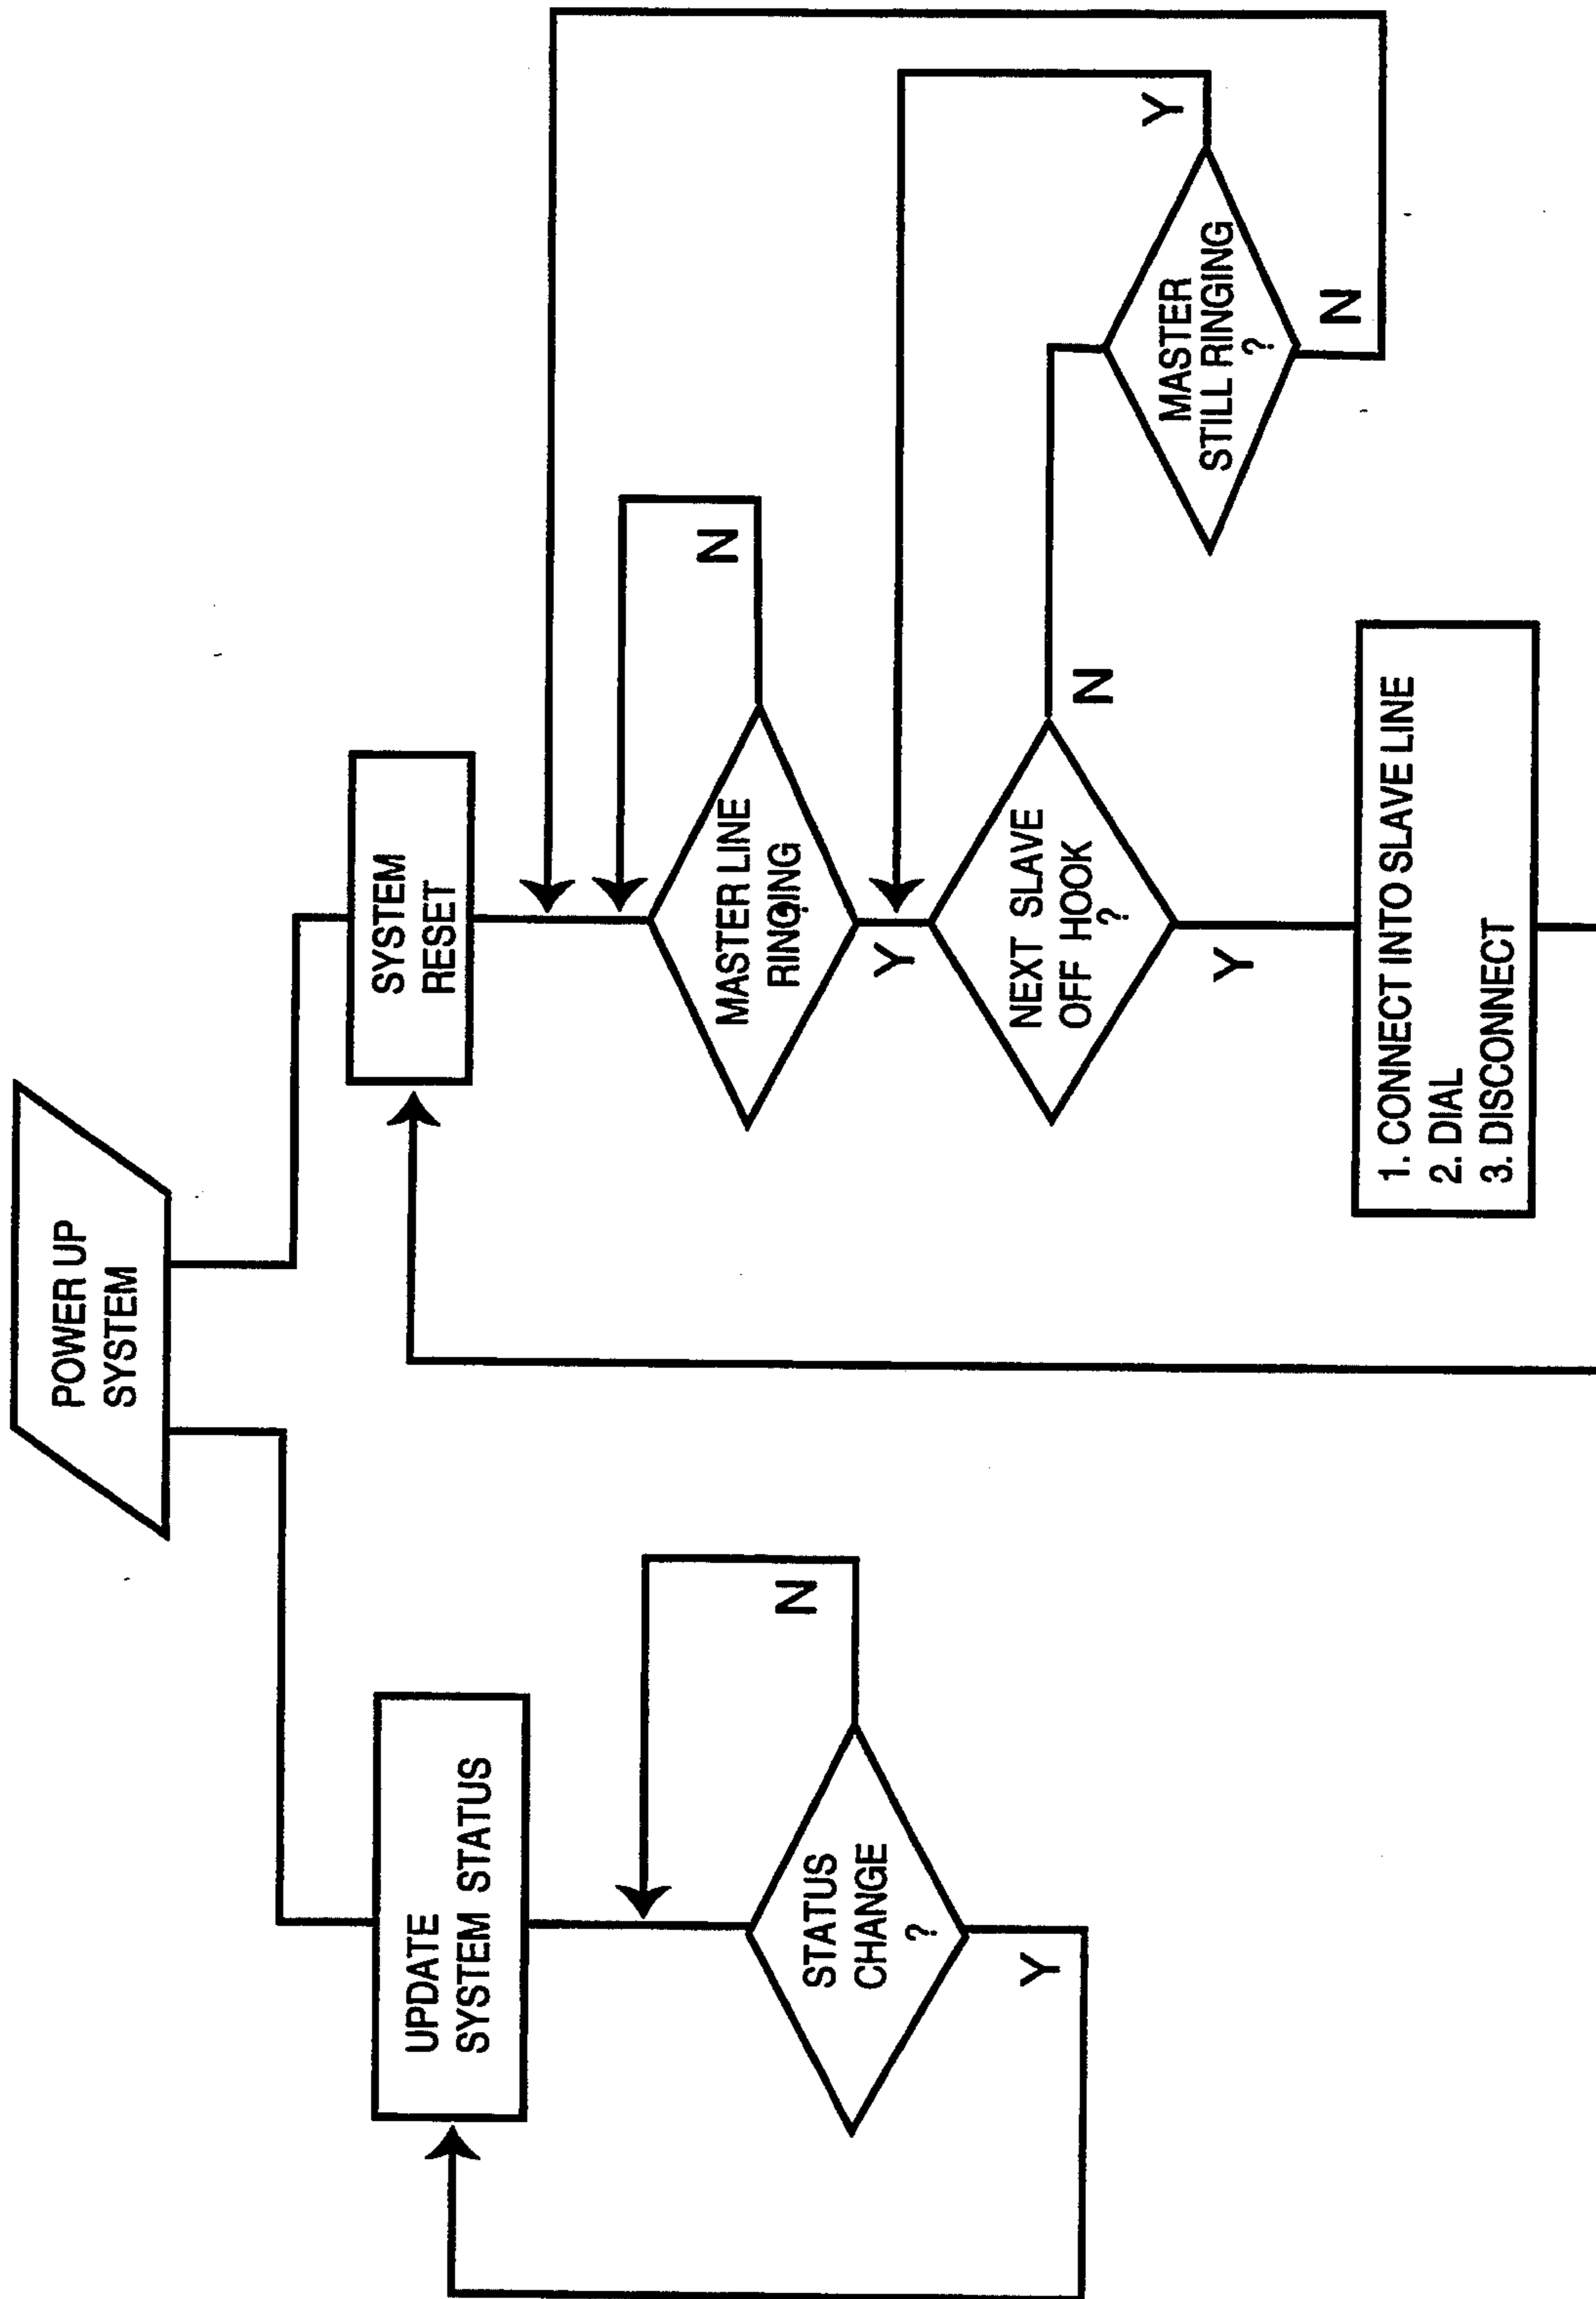 POWER UP
SYSTEM
UPDATE
SYSTEM STATUS
STATUS
CHANGE
?
N
Y
SYSTEM
RESET
MASTER LINE
RINGING
?
N
Y
NEXT SLAVE
OFF HOOK
?
N
Y
MASTER
STILL RINGING
?
Y
N
1. CONNECT INTO SLAVE LINE
2. DIAL
3. DISCONNECT